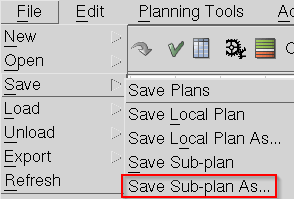 File Edit Planning Tools
New
Open
Save
Load
Unload
Export
Refresh
Save Plans
Save Local Plan
Save Local Plan As...
Save Sub-plan
Save Sub-plan As...